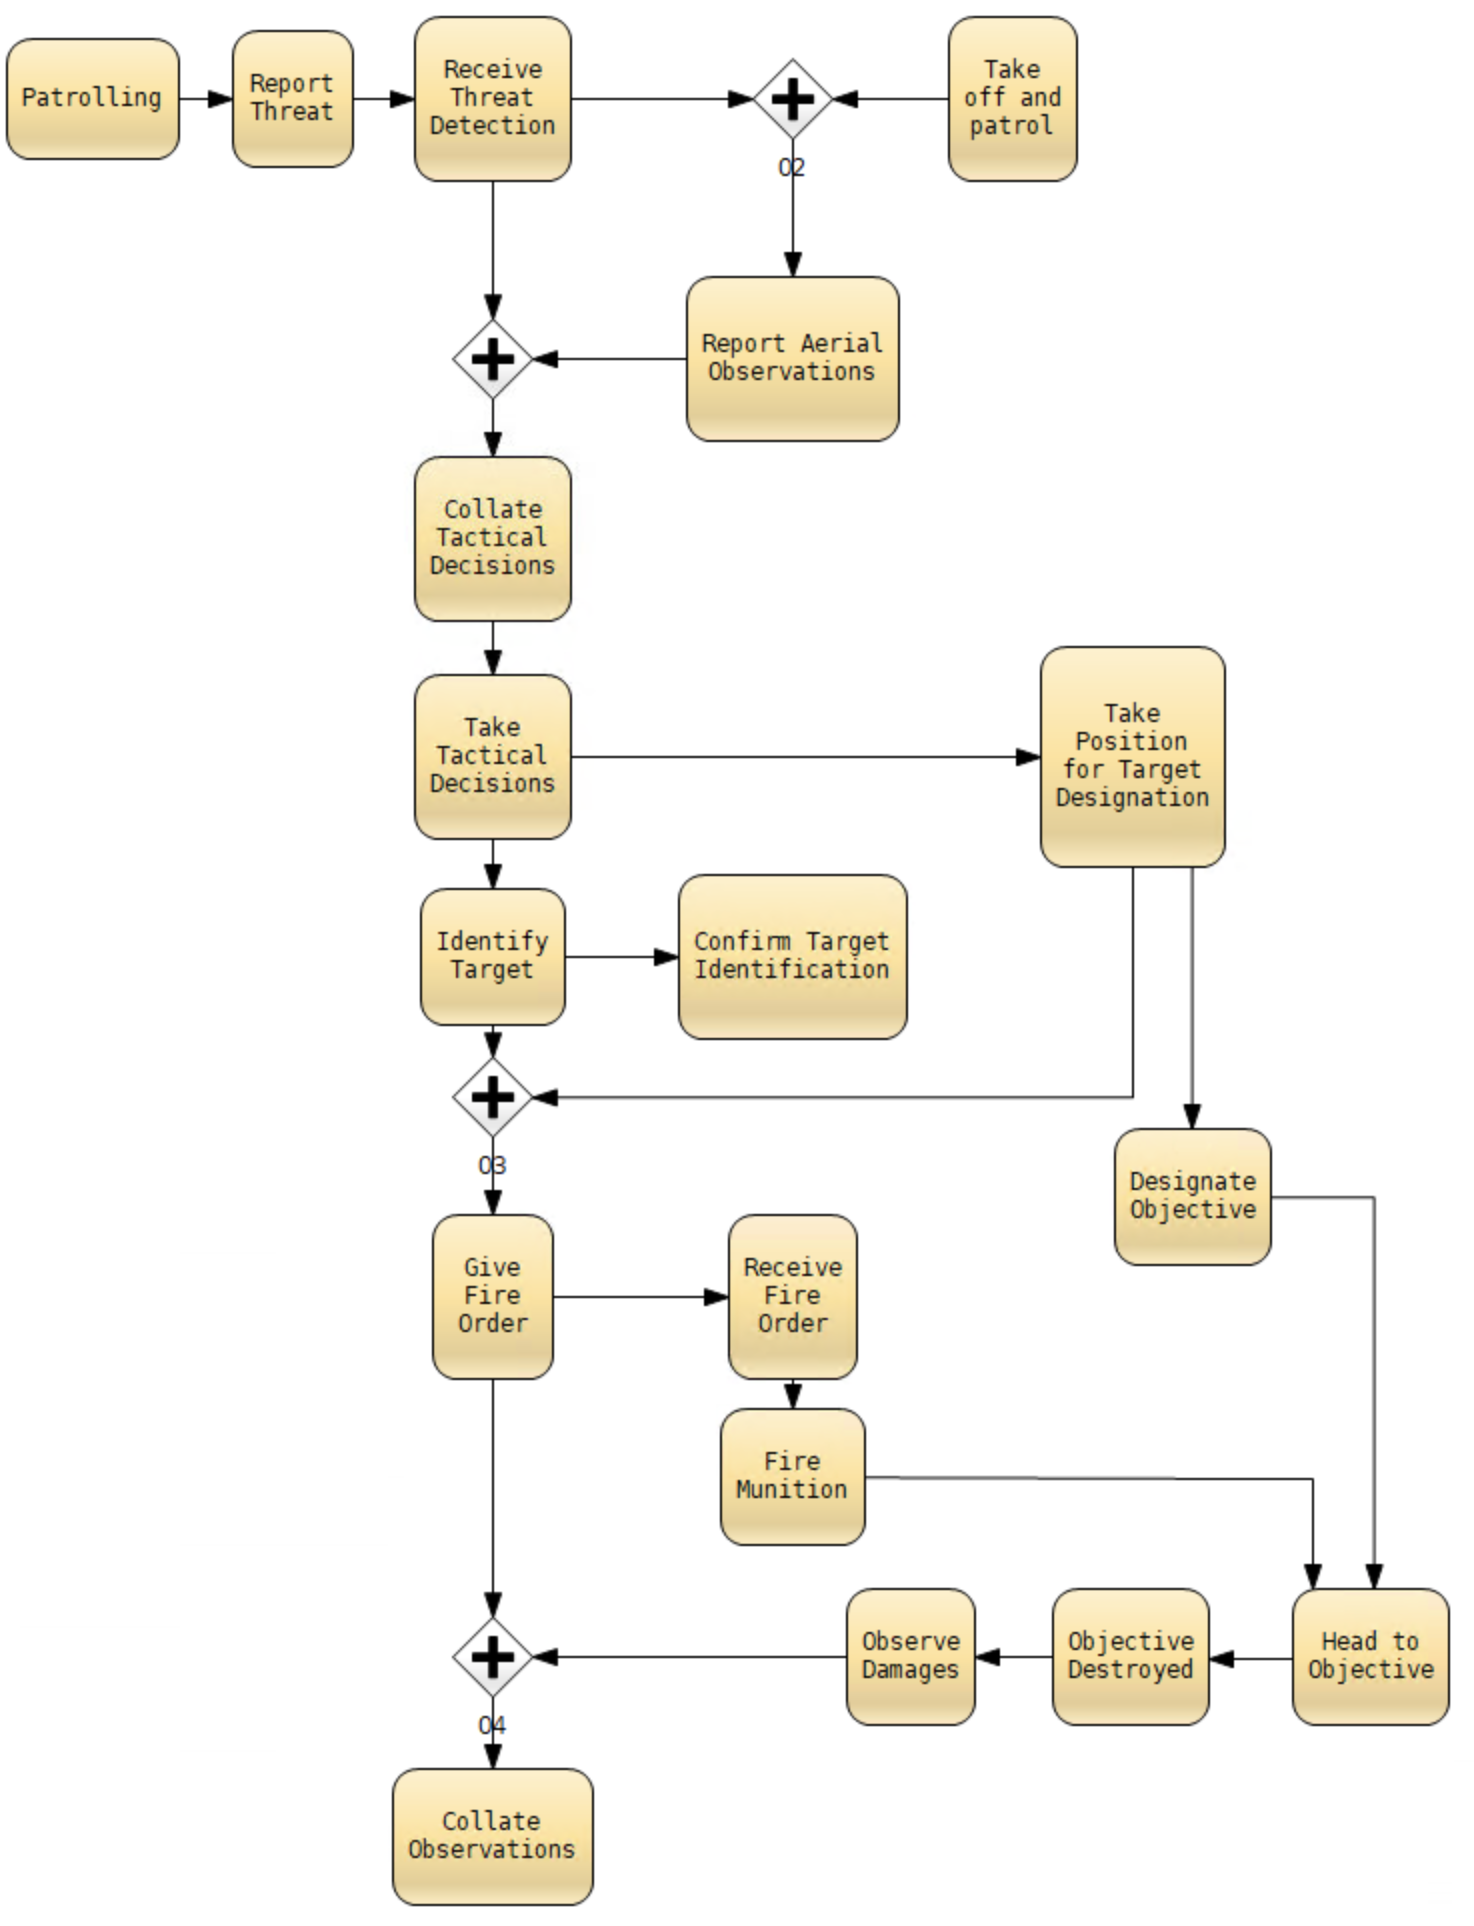 Patrolling
Report
Threat
Receive
Threat
Detection
Take
off and
patrol
02
Report Aerial
Observations
Collate
Tactical
Decisions
Take
Tactical
Decisions
Take
Position
for Target
Designation
Identify
Target
Confirm Target
Identification
03
Designate
Objective
Give
Fire
Order
Receive
Fire
Order
Fire
Munition
Observe
Damages
Objective
Destroyed
Head to
Objective
04
Collate
Observations